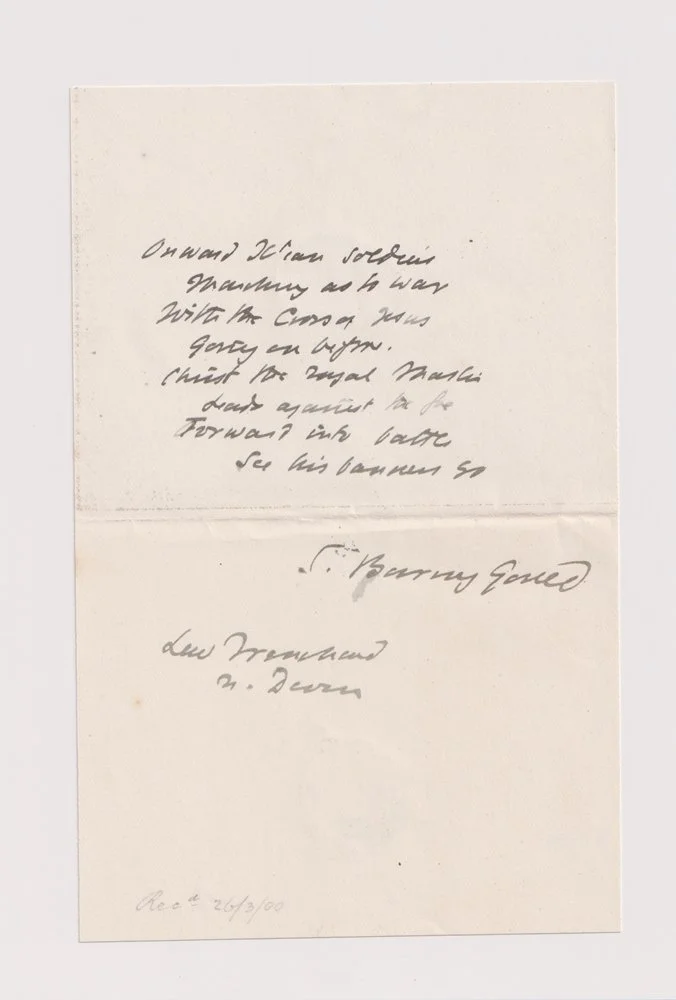 Onward Xtian soldiers
Marching as to war
With the Cross of Jesus
Going on before.
Christ the royal Master
Leads against the foe
Forward into battle
See his banners go
S. Baring Gould
Lew Trenchard
N. Devon
Recd 26/3/00